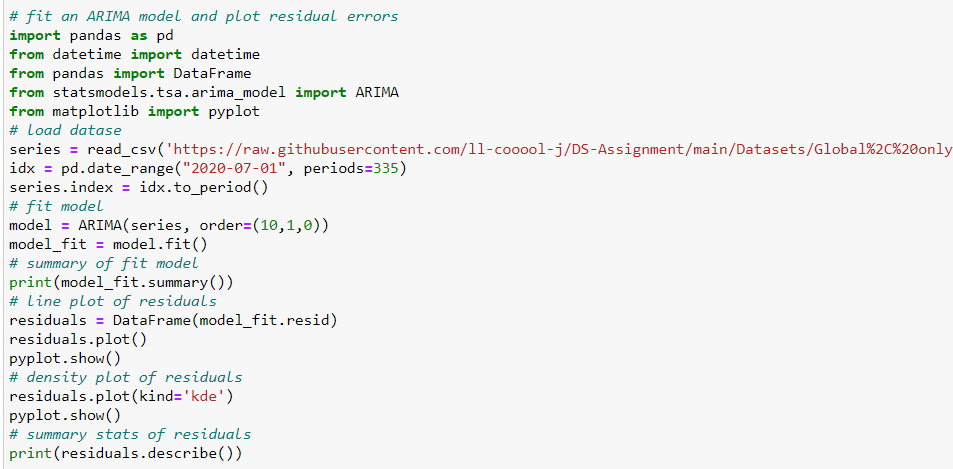 # fit an ARIMA model and plot residual errors
import pandas as pd
from datetime import datetime
from pandas import DataFrame
from statsmodels.tsa.arima_model import ARIMA
from matplotlib import pyplot
# load datase
series = read_csv('https://raw.githubusercontent.com/ll-cooool-j/DS-Assignment/main/Datasets/Global%2C%20only
idx = pd.date_range("2020-07-01", periods=335)
series.index = idx.to_period()
# fit model
model = ARIMA(series, order=(10,1,0))
model_fit = model.fit()
# summary of fit model
print(model_fit.summary())
# line plot of residuals
residuals = DataFrame(model_fit.resid)
residuals.plot()
pyplot.show()
# density plot of residuals
residuals.plot(kind='kde')
pyplot.show()
# summary stats of residuals
print(residuals.describe())